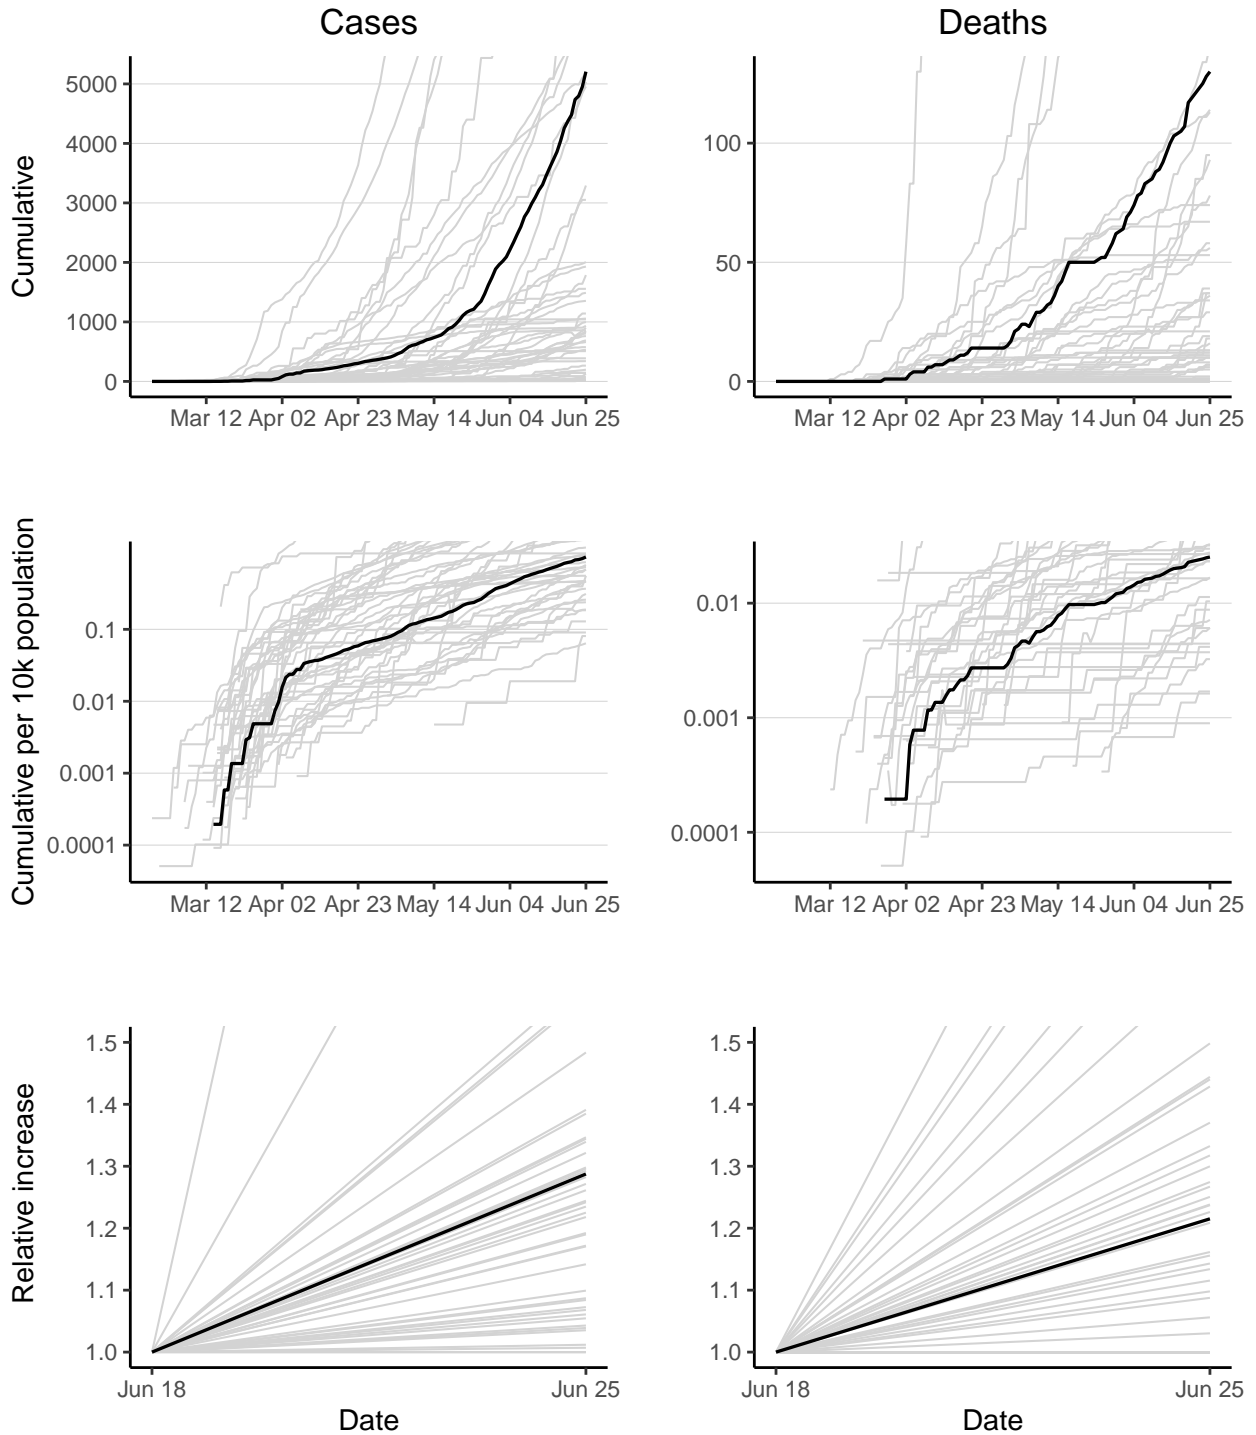 Cases
Deaths
Cumulative
5000
4000
3000
2000
1000
0
Mar 12 Apr 02 Apr 23 May 14 Jun 04 Jun 25
100
50
0
Mar 12 Apr 02 Apr 23 May 14 Jun 04 Jun 25
Cumulative per 10k population
0.1
0.01
0.001
0.0001
Mar 12 Apr 02 Apr 23 May 14 Jun 04 Jun 25
0.01
0.001
0.0001
Mar 12 Apr 02 Apr 23 May 14 Jun 04 Jun 25
Relative increase
1.5
1.4
1.3
1.2
1.1
1.0
Jun 18 Jun 25
Date
1.5
1.4
1.3
1.2
1.1
1.0
Jun 18 Jun 25
Date